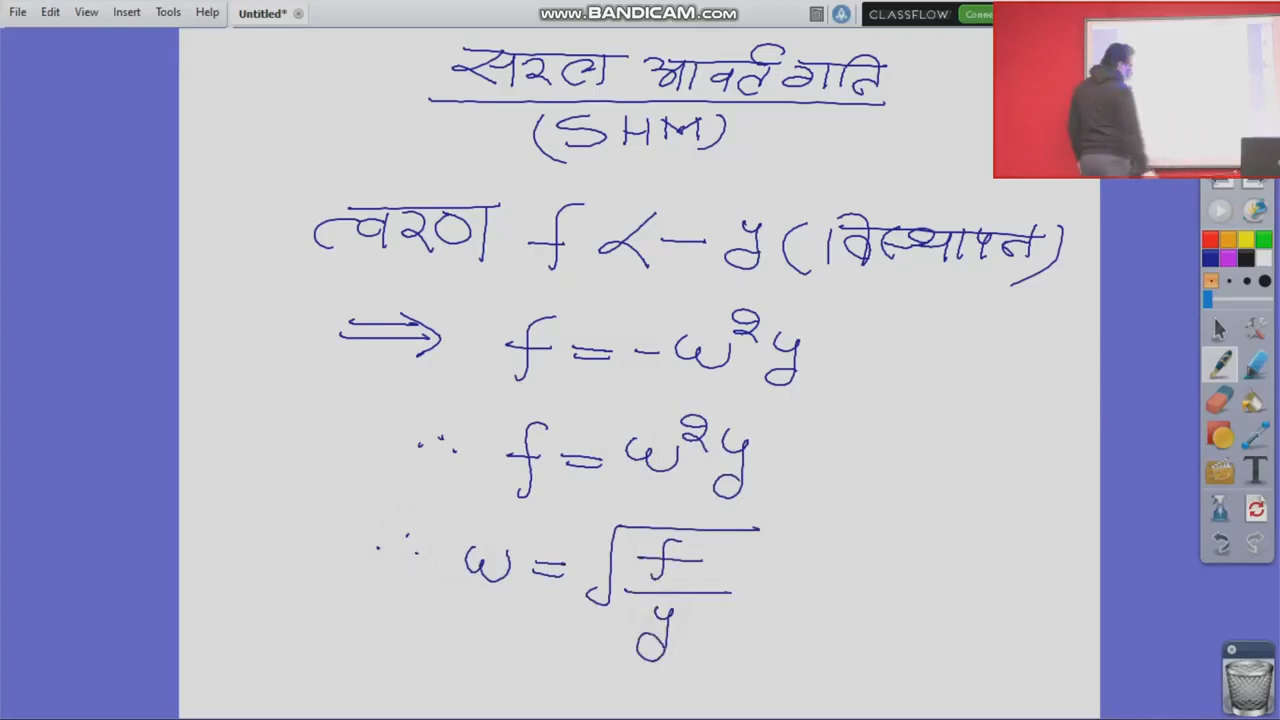 File Edit View Insert Tools Help
Untitled*
www.BANDICAM.com
CLASSFLOW
Conne
सरल आवर्त गति
(SHM)
त्वरण f ∝ - y (विस्थापन)
⇒ f = -ω²y
∴ f = ω²y
∴ ω = √(f/y)
T